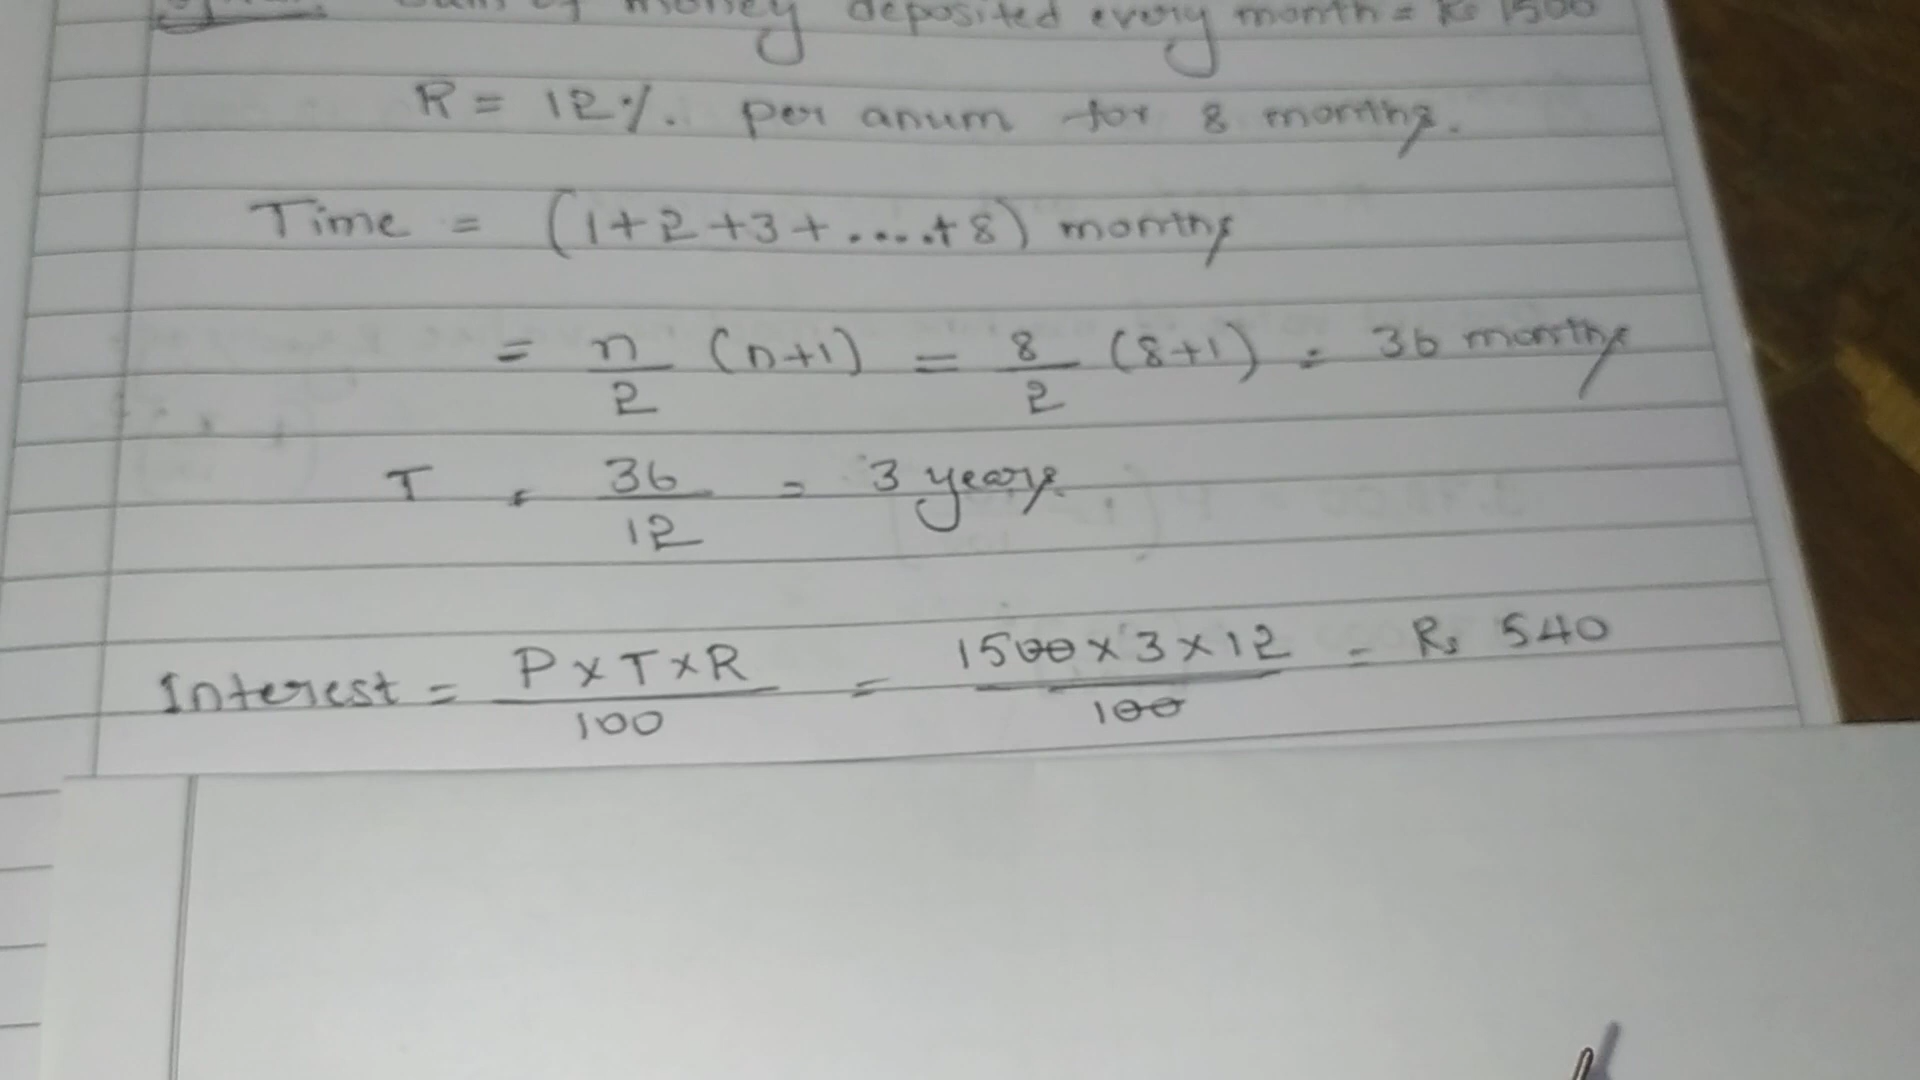 money deposited every month = Rs 1500
R = 12%. per anum for 8 months.
Time = (1+2+3+.....+8) months
= n/2 (n+1) = 8/2 (8+1) = 36 months
T = 36/12 = 3 years
Interest = P×T×R/100 = 1500×3×12/100 = Rs 540